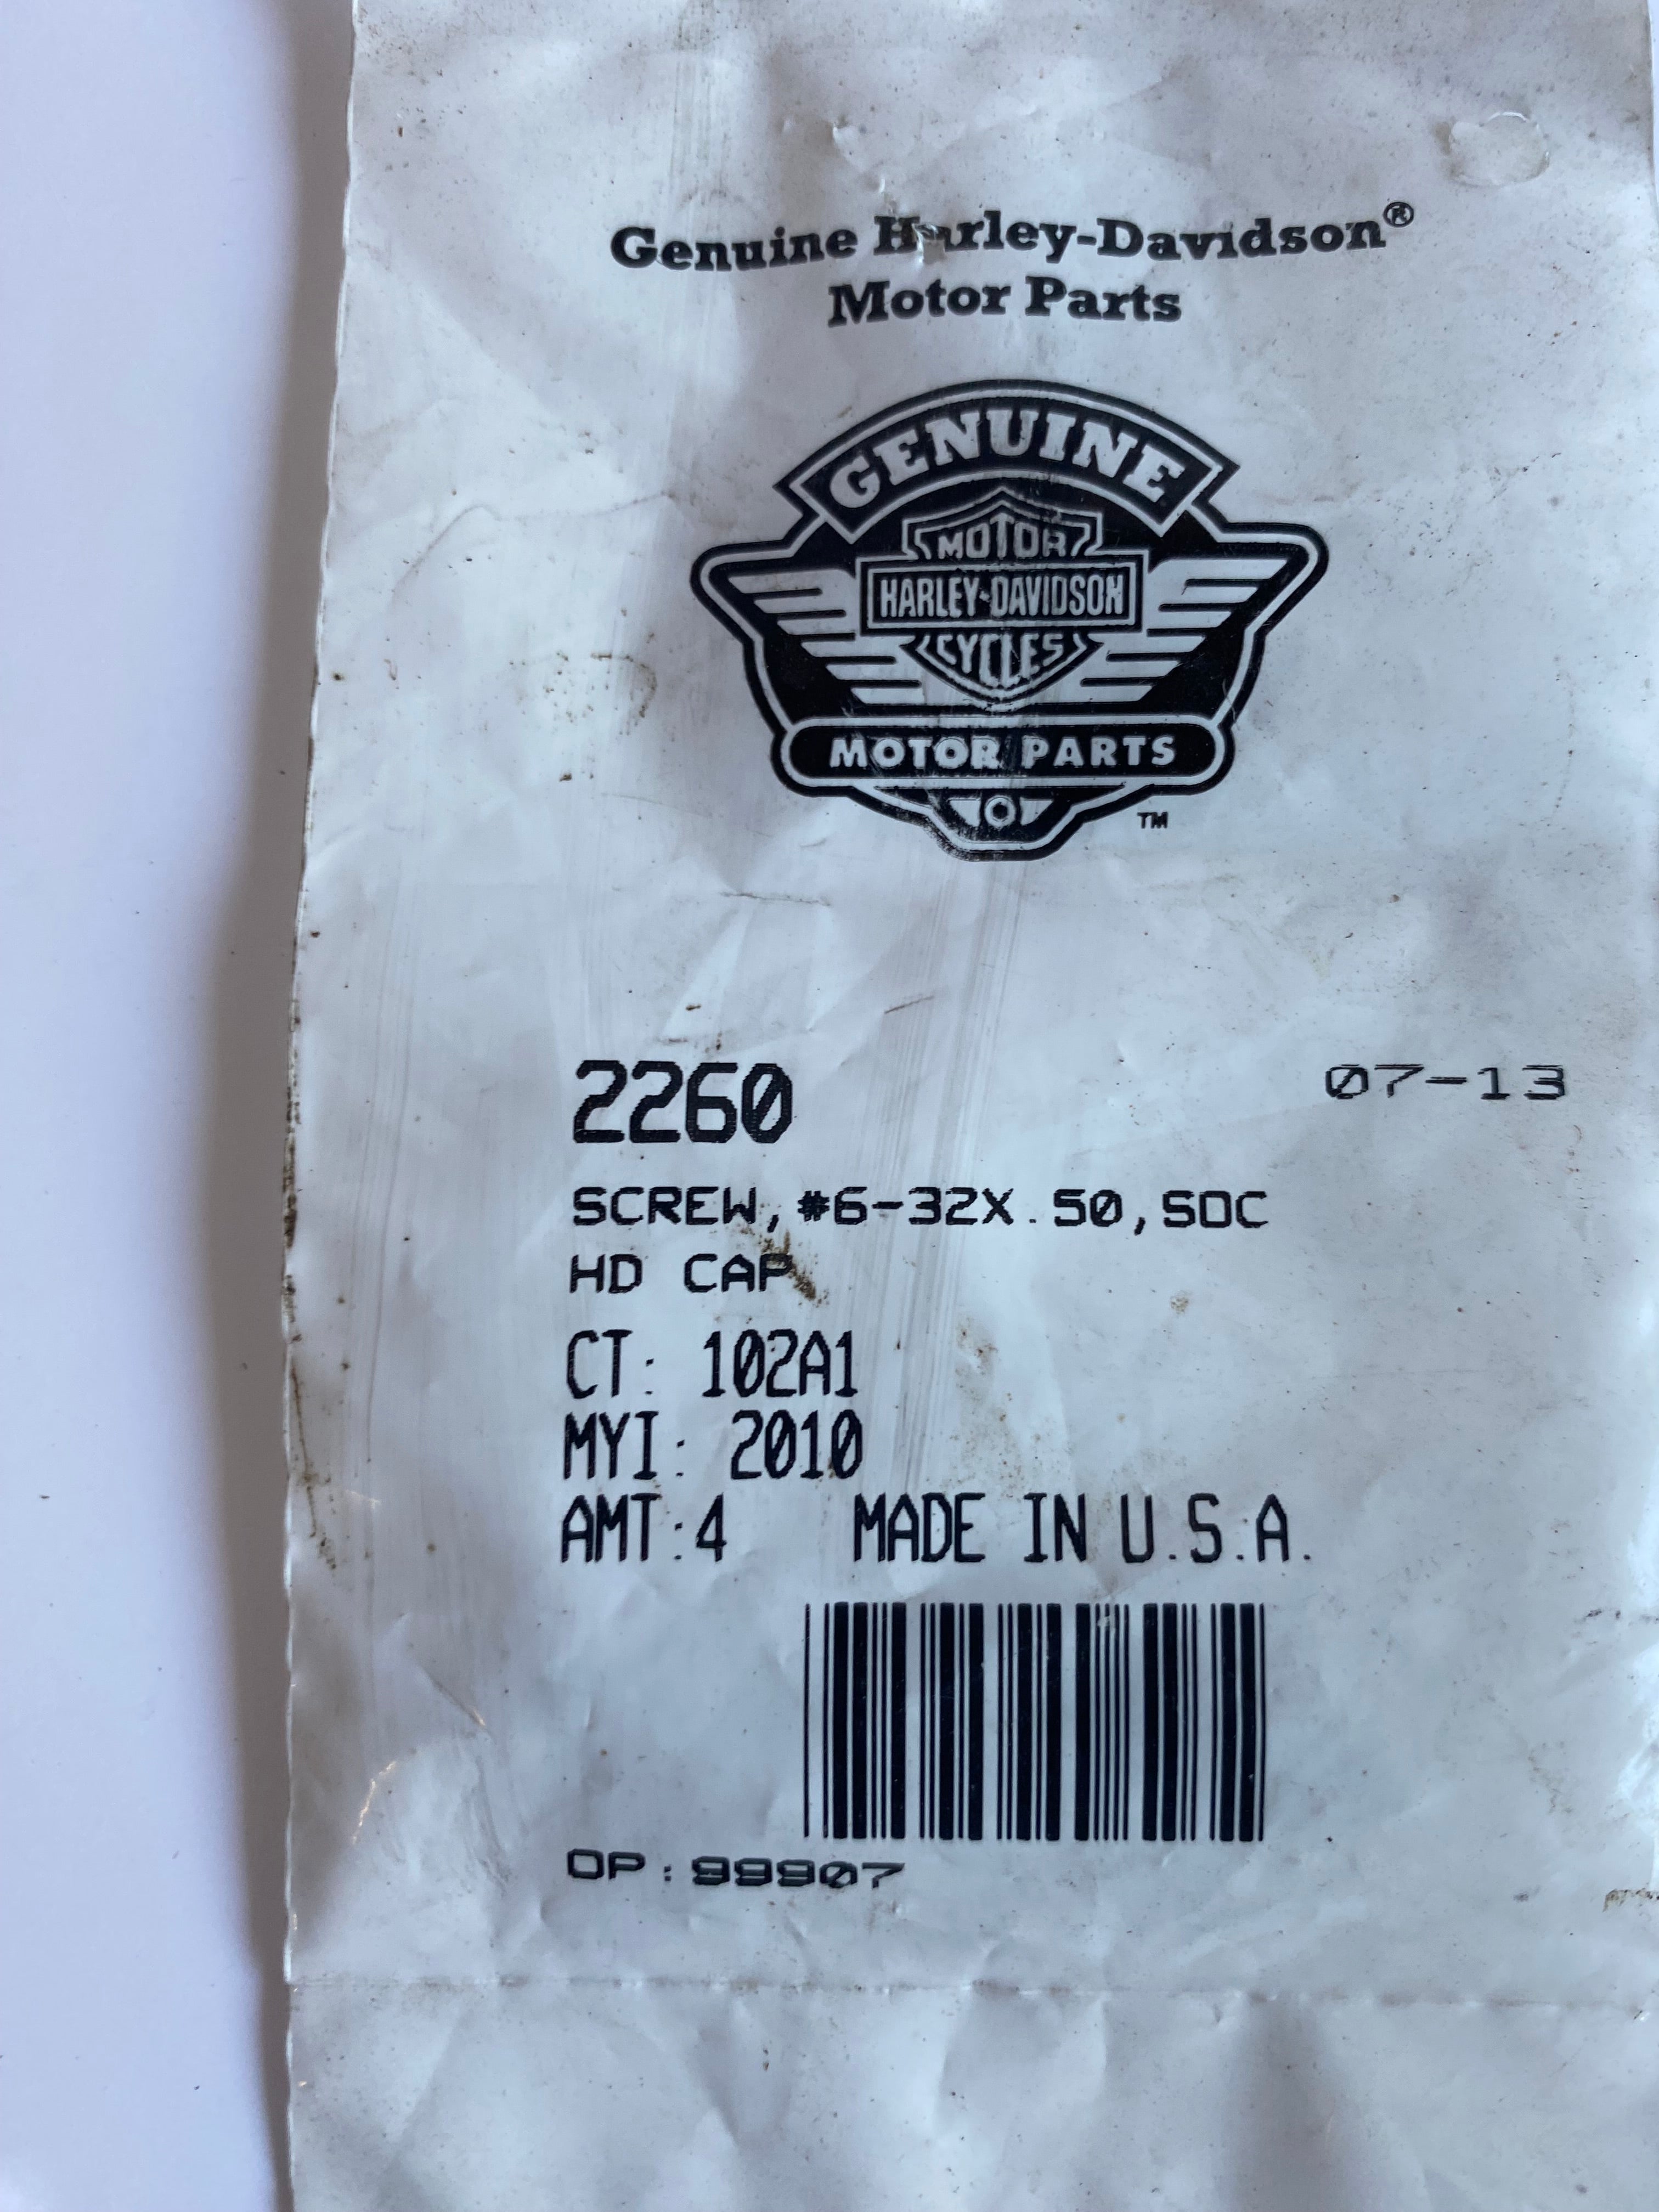 Genuine Harley-Davidson®
Motor Parts
GENUINE
MOTOR
HARLEY-DAVIDSON
CYCLES
MOTOR PARTS
TM
2260 07-13
SCREW, #6-32X.50,SOC
HD CAP
CT: 102A1
MYI: 2010
AMT:4 MADE IN U.S.A.
OP:99907